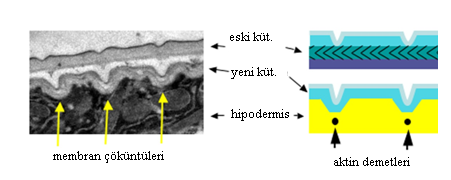 eski küt.
yeni küt.
hipodermis
membran çöküntüleri
aktin demetleri